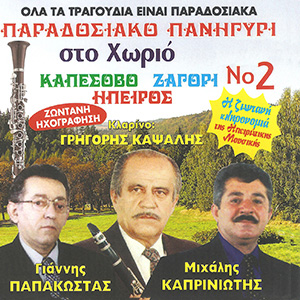 ΟΛΑ ΤΑ ΤΡΑΓΟΥΔΙΑ ΕΙΝΑΙ ΠΑΡΑΔΟΣΙΑΚΑ
ΠΑΡΑΔΟΣΙΑΚΟ ΠΑΝΗΓΥΡΙ
στο Χωριό
ΚΑΠΕΣΟΒΟ ΖΑΓΟΡΙ Νο 2
ΗΠΕΙΡΟΣ
ΖΩΝΤΑΝΗ
ΗΧΟΓΡΑΦΗΣΗ
Η ζωντανή
κληρονομιά
της Ηπειρώτικης
Μουσικής
Κλαρίνο:
ΓΡΗΓΟΡΗΣ ΚΑΨΑΛΗΣ
Γιάννης
ΠΑΠΑΚΩΣΤΑΣ
Μιχάλης
ΚΑΠΡΙΝΙΩΤΗΣ